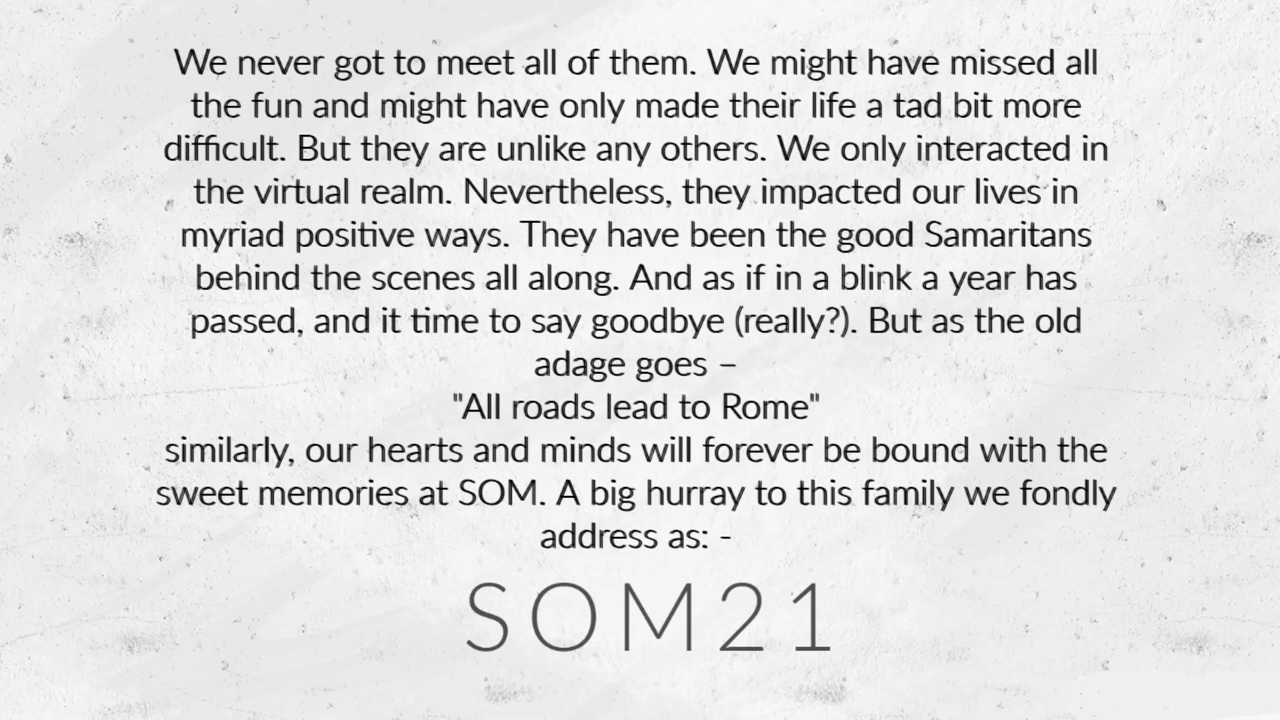 We never got to meet all of them. We might have missed all
the fun and might have only made their life a tad bit more
difficult. But they are unlike any others. We only interacted in
the virtual realm. Nevertheless, they impacted our lives in
myriad positive ways. They have been the good Samaritans
behind the scenes all along. And as if in a blink a year has
passed, and it time to say goodbye (really?). But as the old
adage goes –
"All roads lead to Rome"
similarly, our hearts and minds will forever be bound with the
sweet memories at SOM. A big hurray to this family we fondly
address as: -
SOM21